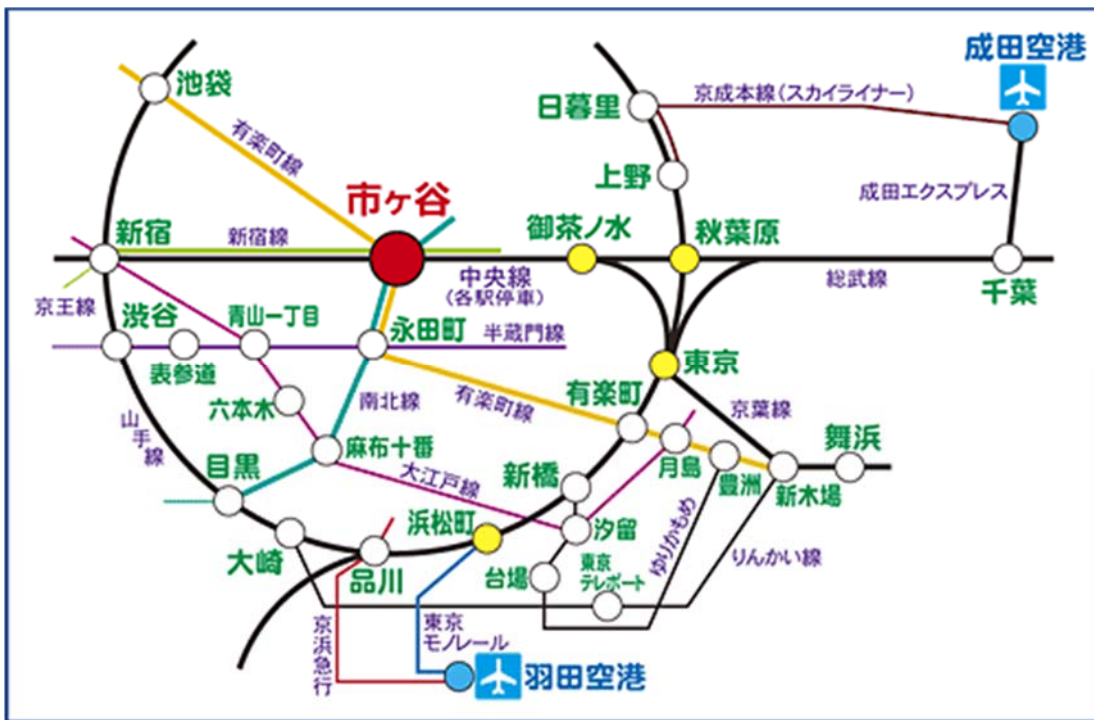 成田空港
池袋
日暮里
京成本線(スカイライナー)
有楽町線
上野
成田エクスプレス
市ヶ谷
新宿
新宿線
御茶ノ水
秋葉原
中央線
(各駅停車)
総武線
千葉
京王線
渋谷
青山一丁目
永田町
半蔵門線
表参道
東京
六本木
南北線
有楽町線
有楽町
京葉線
山手線
麻布十番
月島
豊洲
新木場
舞浜
目黒
大江戸線
新橋
浜松町
汐留
ゆりかもめ
りんかい線
大崎
品川
台場
東京
テレポート
京浜急行
東京
モノレール
羽田空港